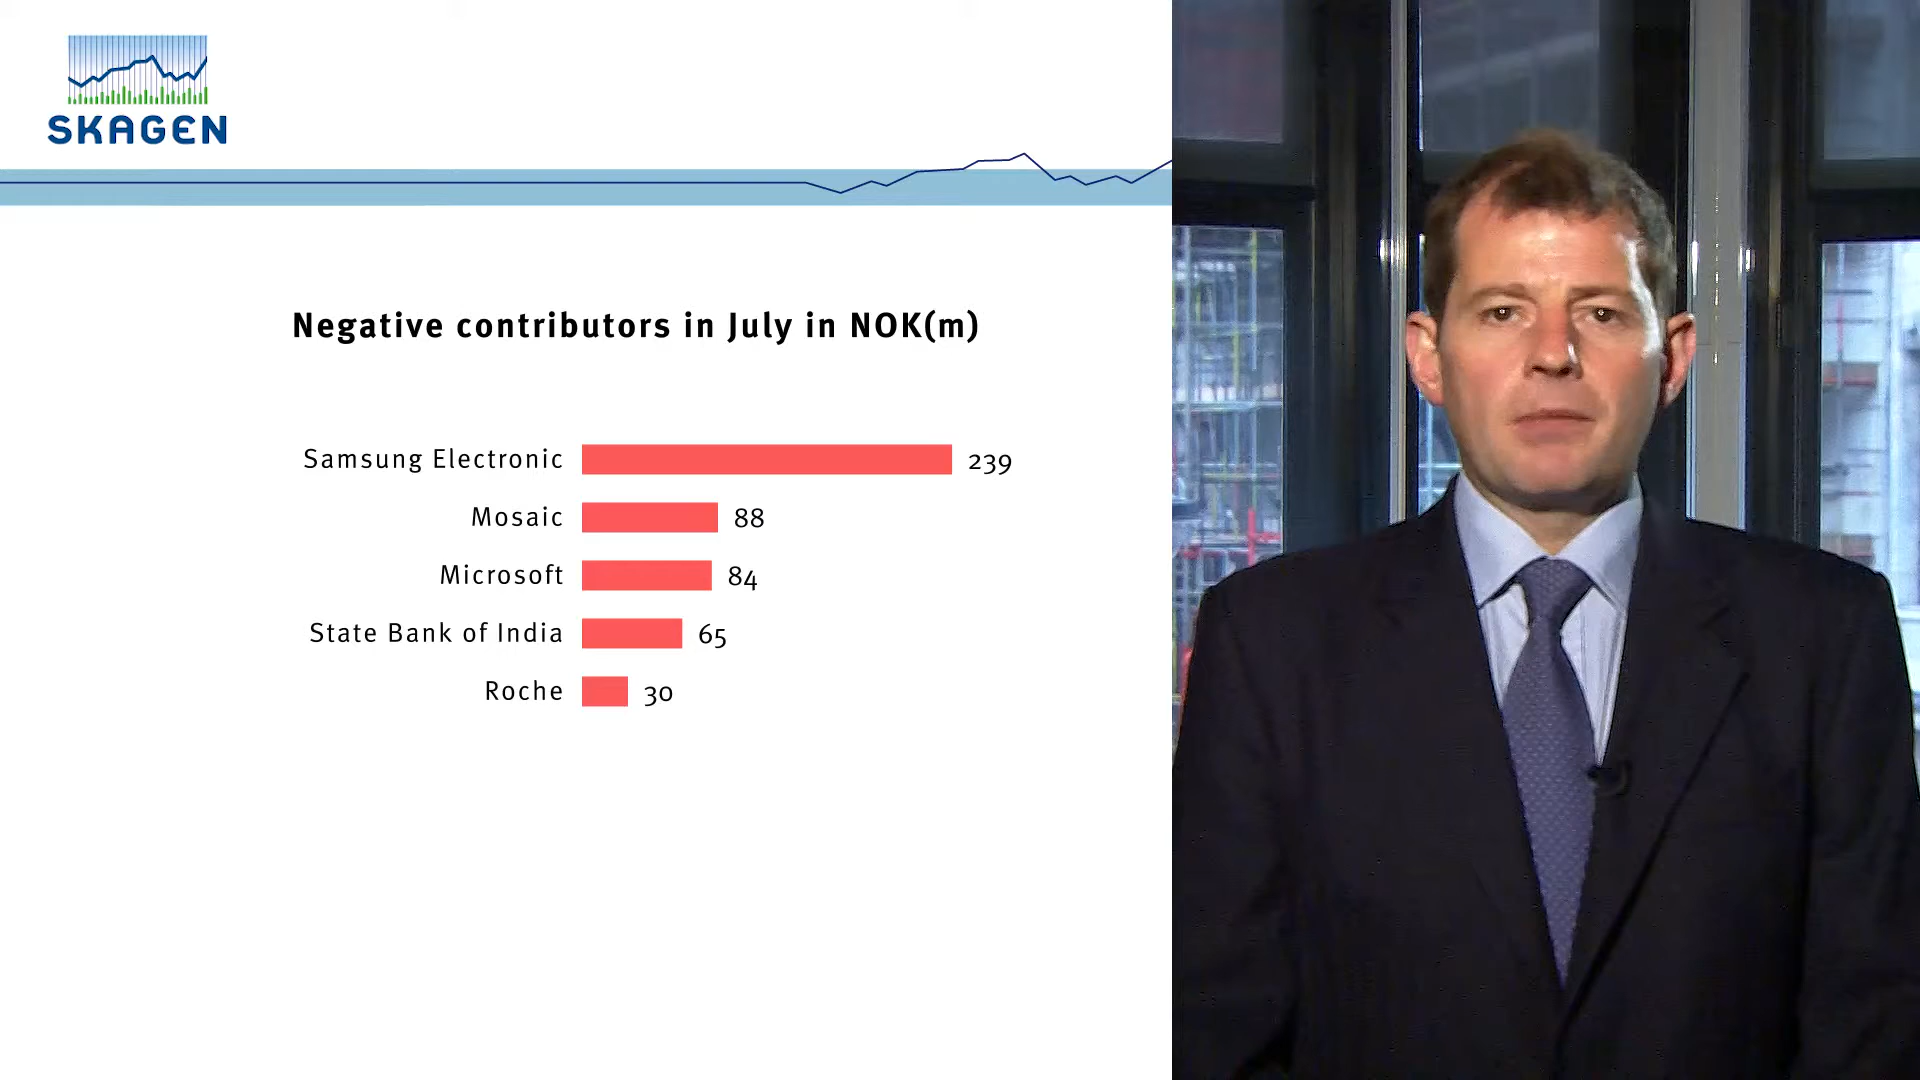 SKAGEN
Negative contributors in July in NOK(m)
Samsung Electronic 239
Mosaic 88
Microsoft 84
State Bank of India 65
Roche 30